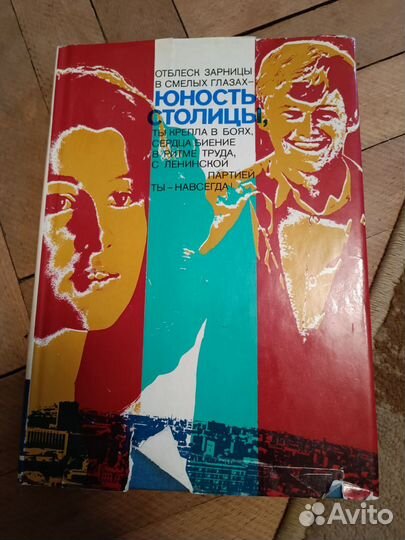 ОТБЛЕСК ЗАРНИЦЫ
В СМЕЛЫХ ГЛАЗАХ–
ЮНОСТЬ
СТОЛИЦЫ,
ТЫ КРЕПЛА В БОЯХ,
СЕРДЦА БИЕНИЕ
В РИТМЕ ТРУДА,
С ЛЕНИНСКОЙ
ПАРТИЕЙ
ТЫ – НАВСЕГДА!
Avito